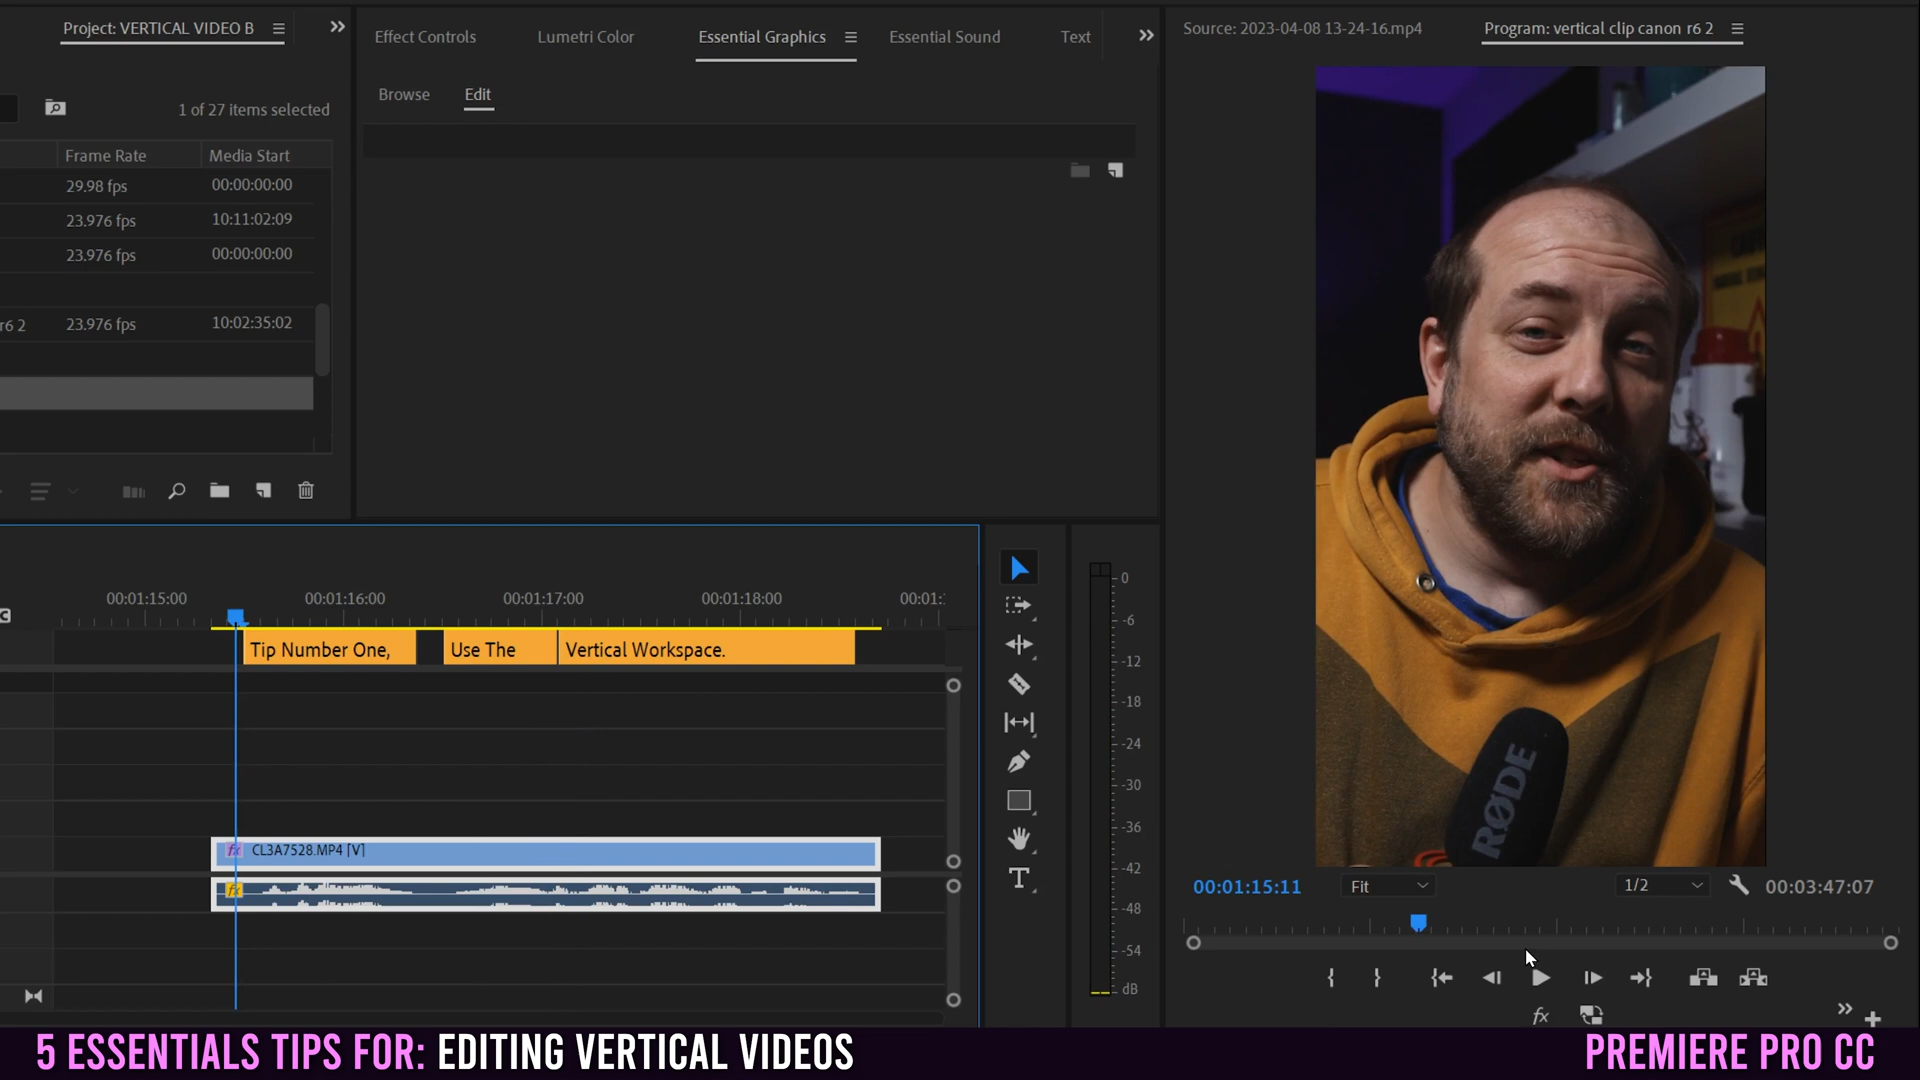 Project: VERTICAL VIDEO B
Effect Controls
Lumetri Color
Essential Graphics
Essential Sound
Text
Source: 2023-04-08 13-24-16.mp4
Program: vertical clip canon r6 2
Browse
Edit
1 of 27 items selected
Frame Rate
Media Start
29.98 fps
00:00:00:00
23.976 fps
10:11:02:09
23.976 fps
00:00:00:00
r6 2
23.976 fps
10:02:35:02
00:01:15:00
00:01:16:00
00:01:17:00
00:01:18:00
00:01:
Tip Number One,
Use The
Vertical Workspace.
fx CL3A7528.MP4 [V]
fx
0
-6
-12
-18
-24
-30
-36
-42
-48
-54
dB
RØDE
00:01:15:11
Fit
1/2
00:03:47:07
fx
5 ESSENTIALS TIPS FOR: EDITING VERTICAL VIDEOS
PREMIERE PRO CC